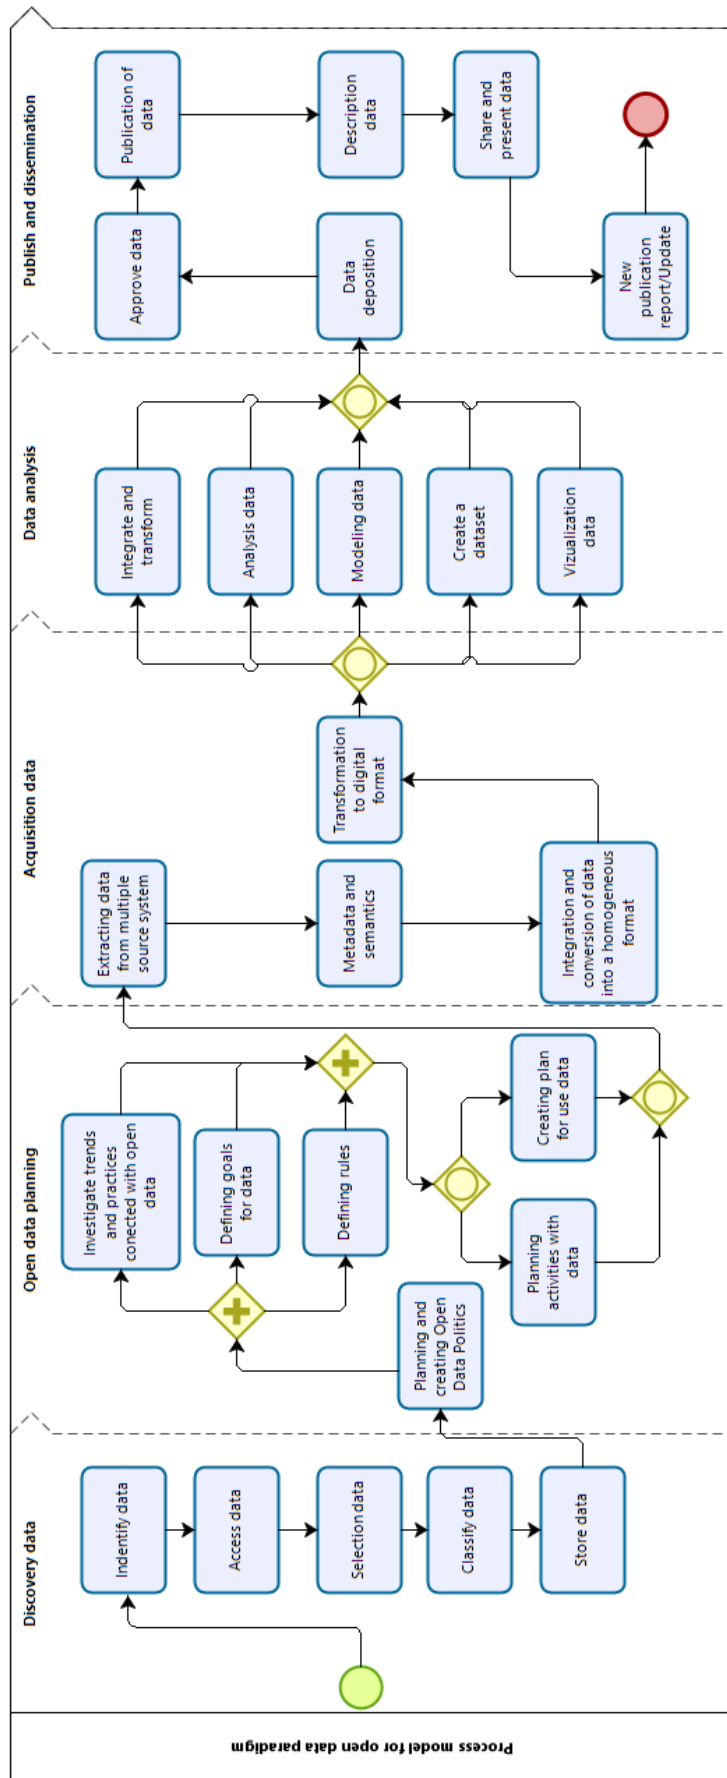 Process model for open data paradigm
Discovery data
Indentify data
Access data
Selection data
Classify data
Store data
Open data planning
Planning and
creating Open
Data Politics
Investigate trends
and practices
conected with open
data
Defining goals
for data
Defining rules
Planning
activities with
data
Creating plan
for use data
Acquisition data
Extracting data
from multiple
source system
Metadata and
semantics
Integration and
conversion of data
into a homogeneous
format
Transformation
to digital
format
Data analysis
Integrate and
transform
Analysis data
Modeling data
Create a
dataset
Vizualization
data
Publish and dissemination
Data
deposition
Approve data
Publication of
data
Description
data
Share and
present data
New
publication
report/Update